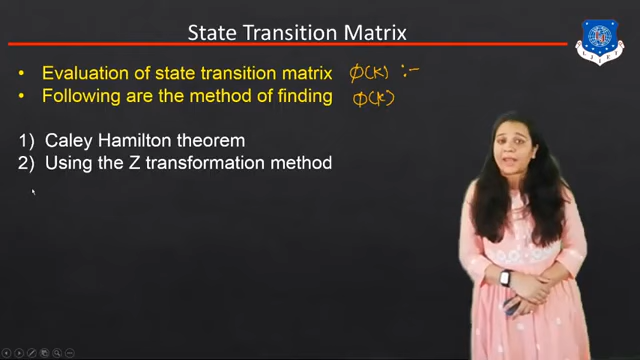 State Transition Matrix
• Evaluation of state transition matrix ϕ(k) :-
• Following are the method of finding ϕ(k)
1) Caley Hamilton theorem
2) Using the Z transformation method
LJIET